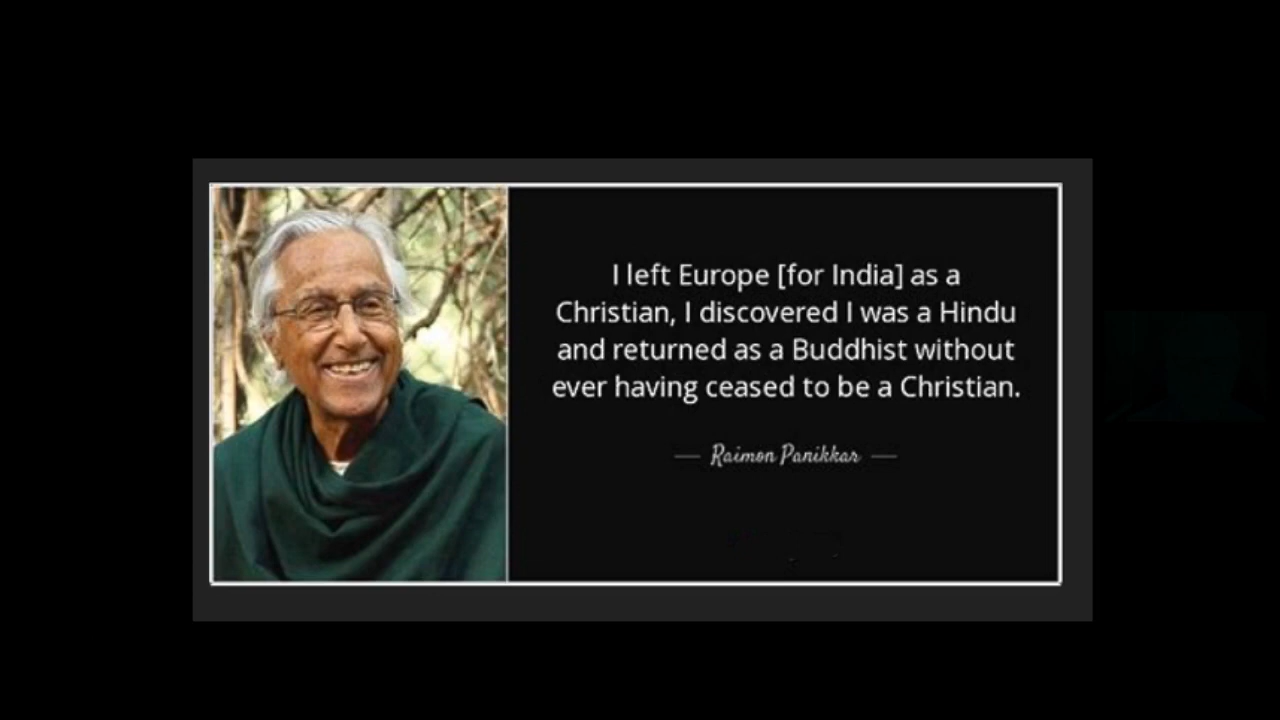 I left Europe [for India] as a
Christian, I discovered I was a Hindu
and returned as a Buddhist without
ever having ceased to be a Christian.
— Raimon Panikkar —